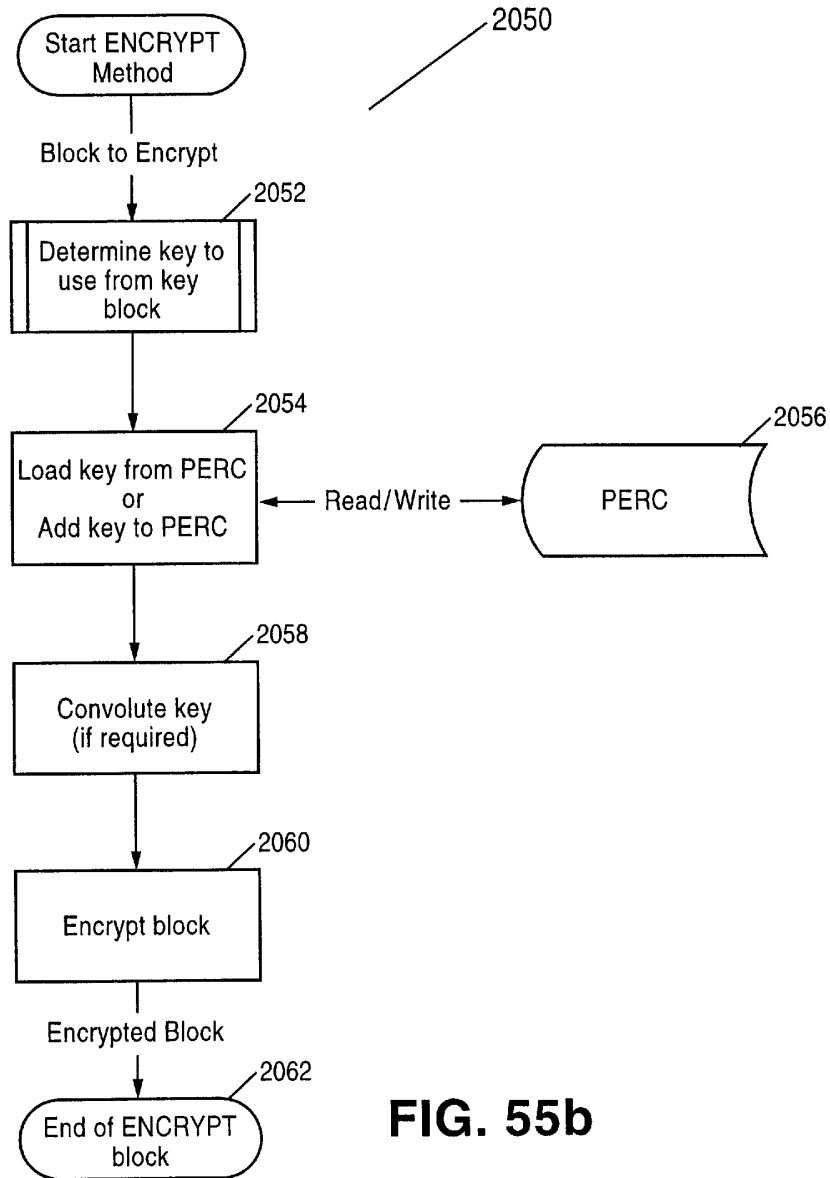 Start ENCRYPT
Method
2050
Block to Encrypt
2052
Determine key to
use from key
block
2054
Load key from PERC
or
Add key to PERC
Read/Write
2056
PERC
2058
Convolute key
(if required)
2060
Encrypt block
Encrypted Block
2062
End of ENCRYPT
block
FIG. 55b